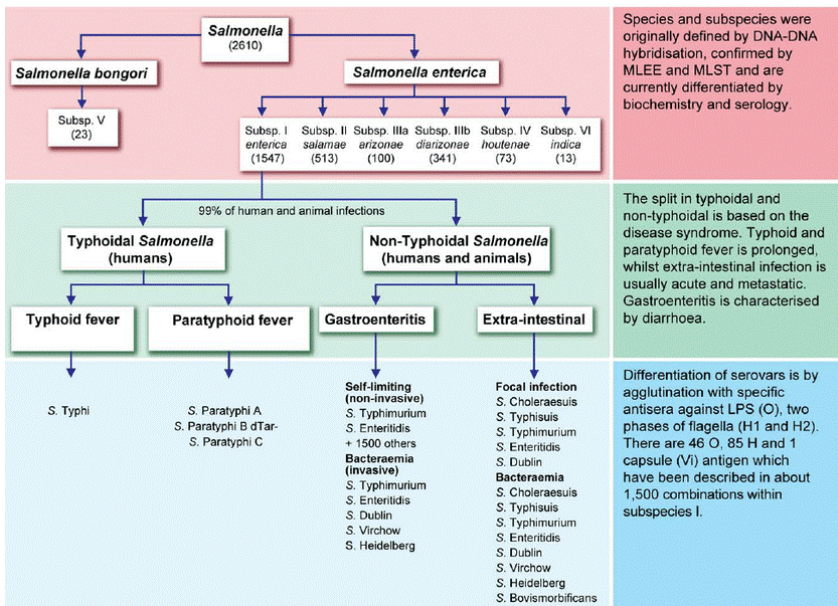 Salmonella
(2610)
Salmonella bongori
Salmonella enterica
Subsp. V
(23)
Subsp. I
enterica
(1547)
Subsp. II
salamae
(513)
Subsp. IIIa
arizonae
(100)
Subsp. IIIb
diarizonae
(341)
Subsp. IV
houtenae
(73)
Subsp. VI
indica
(13)
Species and subspecies were
originally defined by DNA-DNA
hybridisation, confirmed by
MLEE and MLST and are
currently differentiated by
biochemistry and serology.
99% of human and animal infections
Typhoidal Salmonella
(humans)
Non-Typhoidal Salmonella
(humans and animals)
Typhoid fever
Paratyphoid fever
Gastroenteritis
Extra-intestinal
The split in typhoidal and
non-typhoidal is based on the
disease syndrome. Typhoid and
paratyphoid fever is prolonged,
whilst extra-intestinal infection is
usually acute and metastatic.
Gastroenteritis is characterised
by diarrhoea.
S. Typhi
S. Paratyphi A
S. Paratyphi B dTar-
S. Paratyphi C
Self-limiting
(non-invasive)
S. Typhimurium
S. Enteritidis
+ 1500 others
Bacteraemia
(invasive)
S. Typhimurium
S. Enteritidis
S. Dublin
S. Virchow
S. Heidelberg
Focal infection
S. Choleraesuis
S. Typhisuis
S. Typhimurium
S. Enteritidis
S. Dublin
Bacteraemia
S. Choleraesuis
S. Typhisuis
S. Typhimurium
S. Enteritidis
S. Dublin
S. Virchow
S. Heidelberg
S. Bovismorbificans
Differentiation of serovars is by
agglutination with specific
antisera against LPS (O), two
phases of flagella (H1 and H2).
There are 46 O, 85 H and 1
capsule (Vi) antigen which
have been described in about
1,500 combinations within
subspecies I.